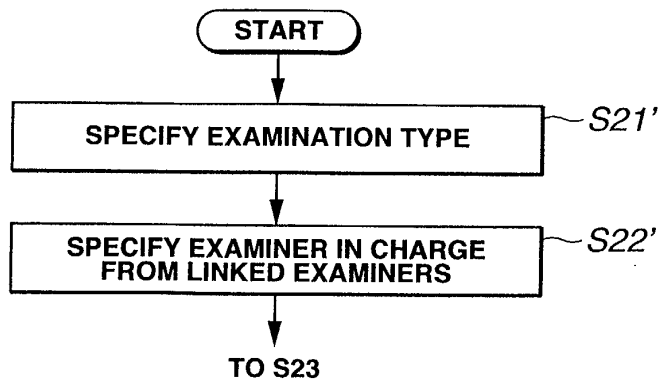 START
SPECIFY EXAMINATION TYPE
S21'
SPECIFY EXAMINER IN CHARGE
FROM LINKED EXAMINERS
S22'
TO S23